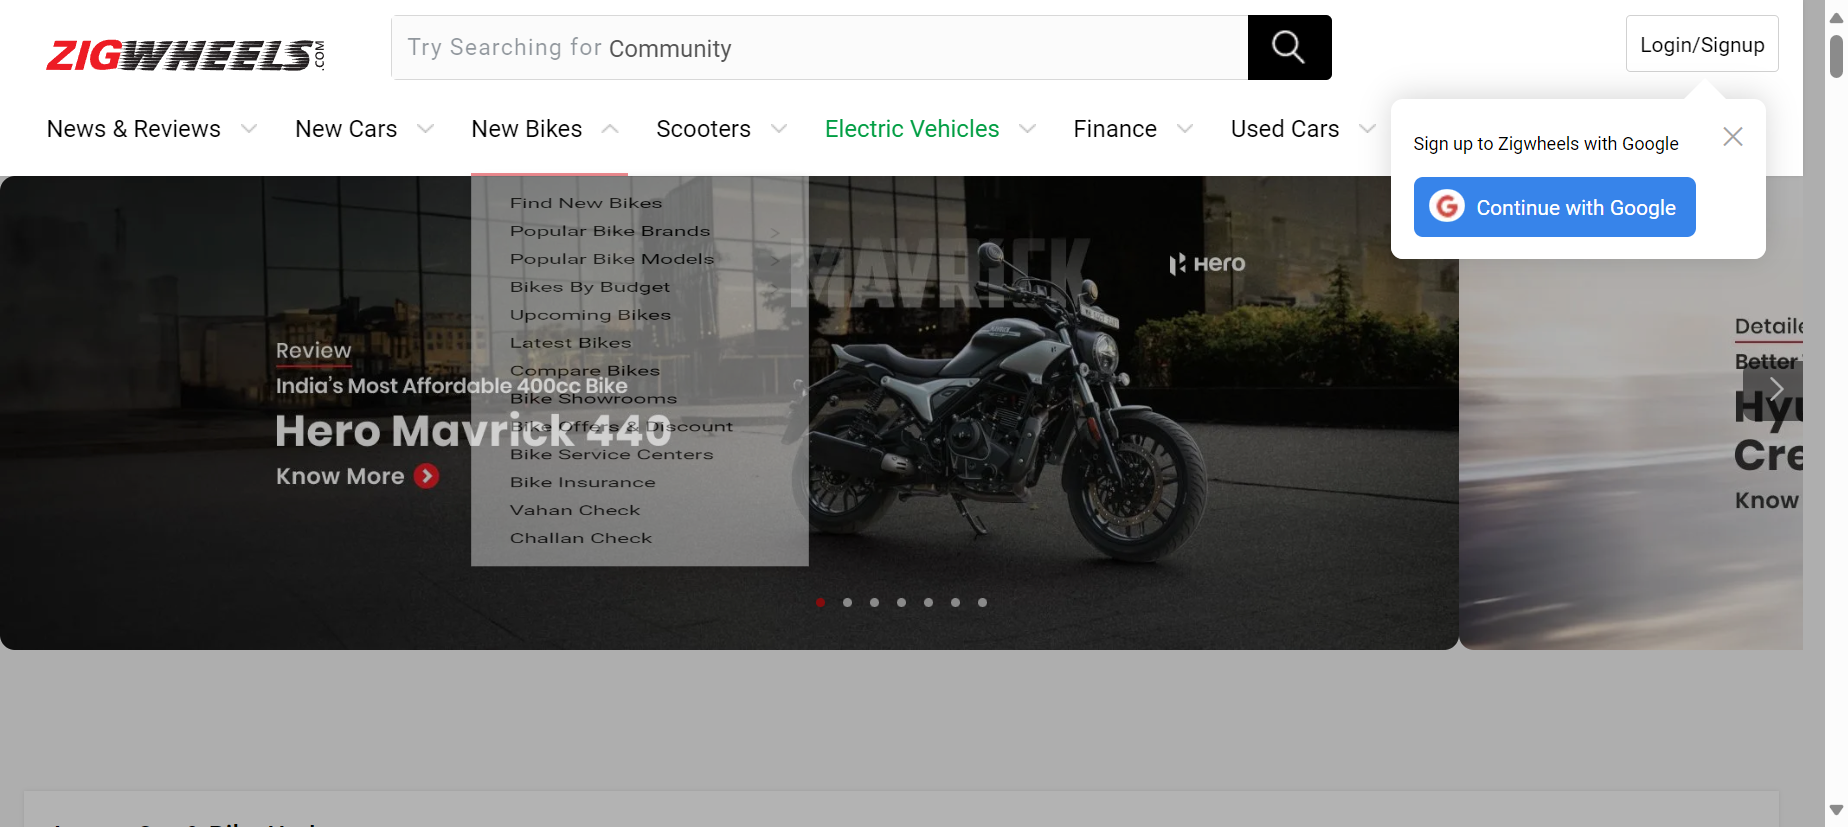 ZIGWHEELS.COM
Try Searching for Community
Login/Signup
News & Reviews
New Cars
New Bikes
Scooters
Electric Vehicles
Finance
Used Cars
Sign up to Zigwheels with Google
Continue with Google
Find New Bikes
Popular Bike Brands
Popular Bike Models
Bikes By Budget
Upcoming Bikes
Latest Bikes
Compare Bikes
Bike Showrooms
Bike Offers & Discount
Bike Service Centers
Bike Insurance
Vahan Check
Challan Check
Review
India's Most Affordable 400cc Bike
Hero Mavrick 440
Know More
MAVRICK
Hero
Detaile
Better
Hyu
Cre
Know